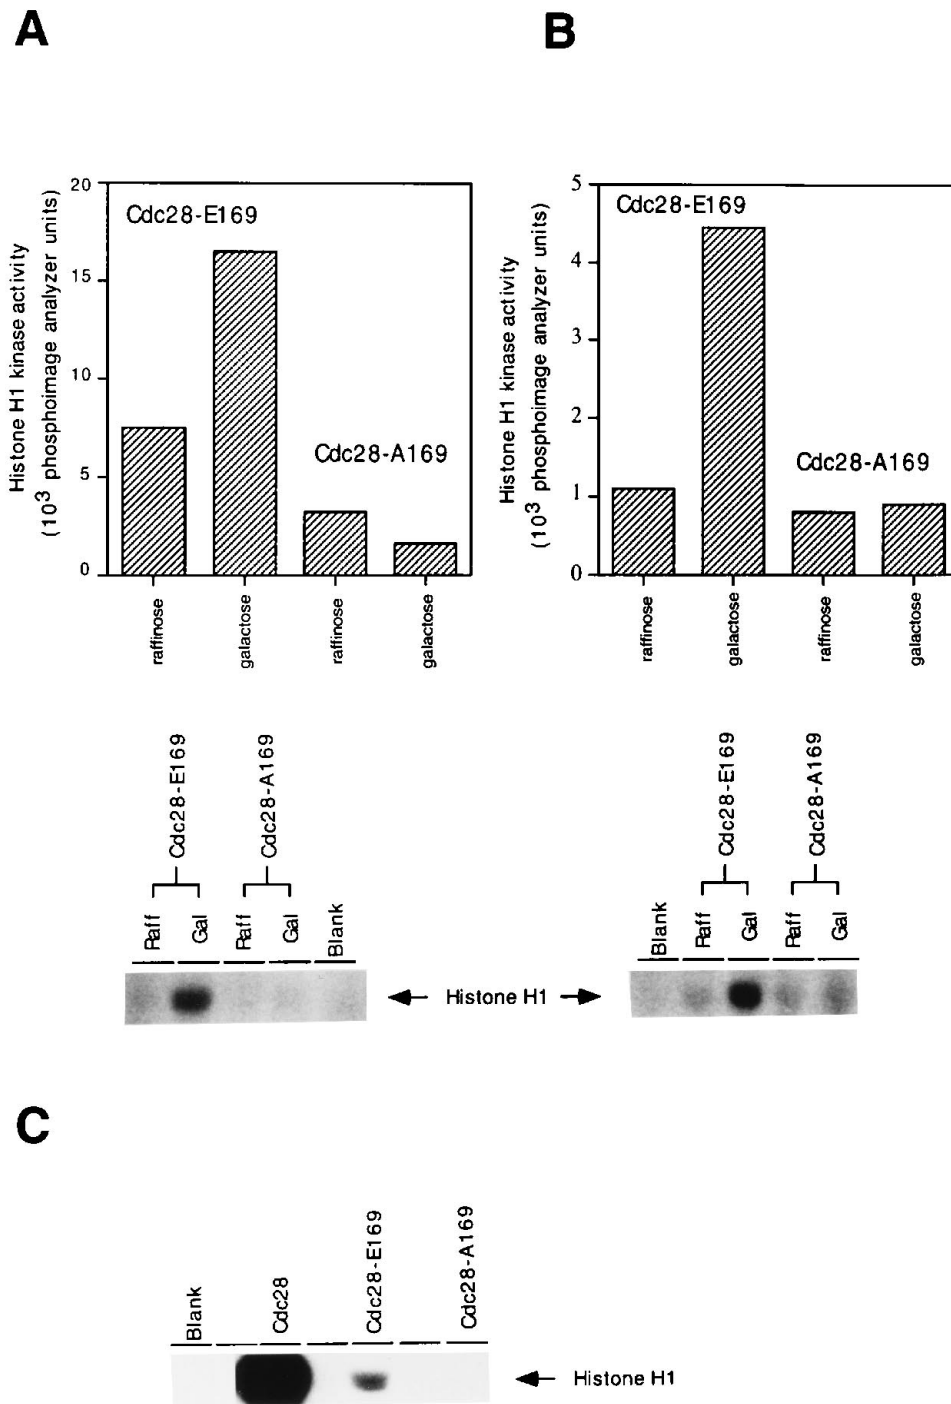 A
B
Histone H1 kinase activity
(10³ phosphoimage analyzer units)
20
15
10
5
0
Cdc28-E169
Cdc28-A169
raffinose
galactose
raffinose
galactose
Histone H1 kinase activity
(10³ phosphoimage analyzer units)
5
4
3
2
1
0
Cdc28-E169
Cdc28-A169
raffinose
galactose
raffinose
galactose
Cdc28-E169
Cdc28-A169
Raff
Gal
Raff
Gal
Blank
Cdc28-E169
Cdc28-A169
Blank
Raff
Gal
Raff
Gal
Histone H1
C
Blank
Cdc28
Cdc28-E169
Cdc28-A169
Histone H1